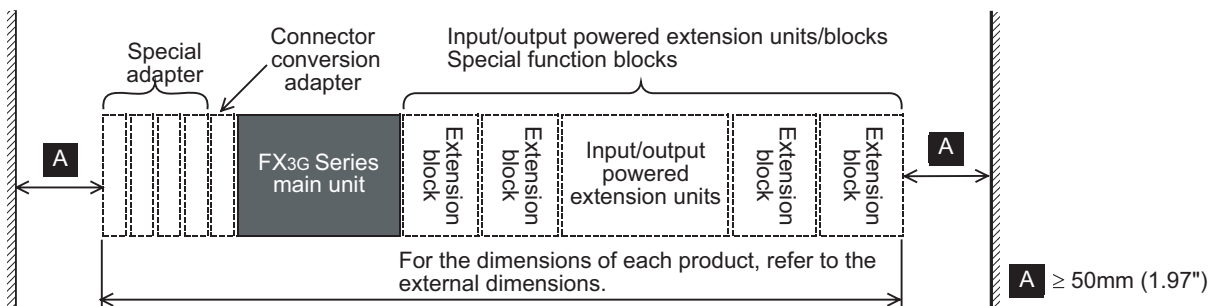 Special
adapter
Connector
conversion
adapter
Input/output powered extension units/blocks
Special function blocks
A
FX3G Series
main unit
Extension
block
Extension
block
Input/output
powered
extension units
Extension
block
Extension
block
A
For the dimensions of each product, refer to the
external dimensions.
A ≥ 50mm (1.97")